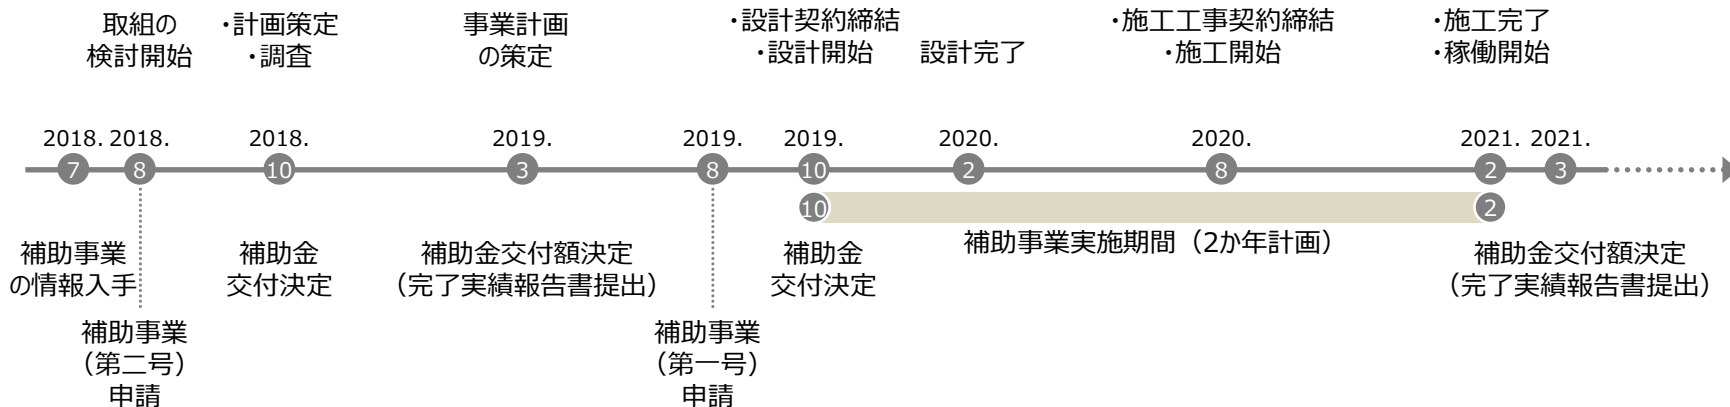 取組の
検討開始
・計画策定
・調査
事業計画
の策定
・設計契約締結
・設計開始
設計完了
・施工工事契約締結
・施工開始
・施工完了
・稼働開始
2018. 2018. 2018. 2019. 2019. 2019. 2020. 2020. 2021. 2021.
7 8 10 3 8 10 2 8 2 3
10 2
補助事業
の情報入手
補助金
交付決定
補助金交付額決定
（完了実績報告書提出）
補助金
交付決定
補助事業実施期間（2か年計画）
補助金交付額決定
（完了実績報告書提出）
補助事業
（第二号）
申請
補助事業
（第一号）
申請